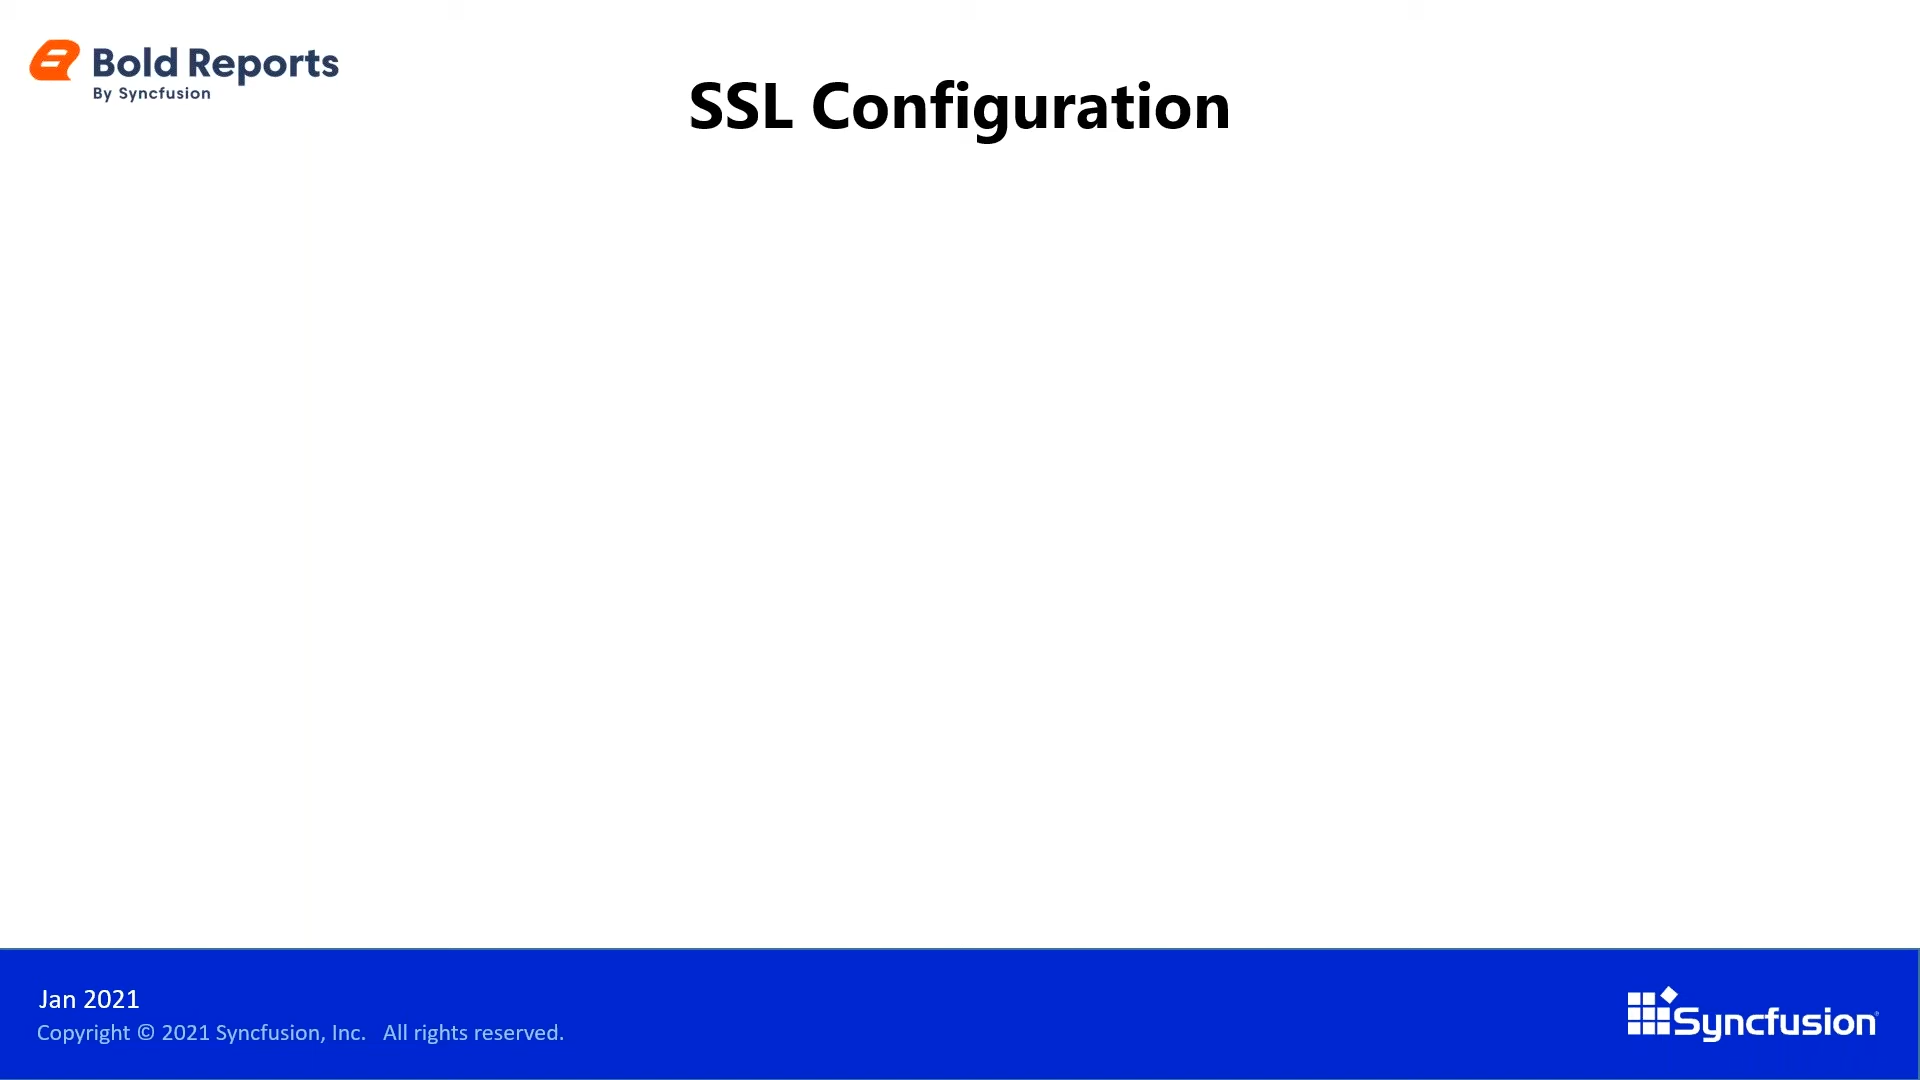 Bold Reports
By Syncfusion
SSL Configuration
Jan 2021
Copyright © 2021 Syncfusion, Inc.   All rights reserved.
Syncfusion®